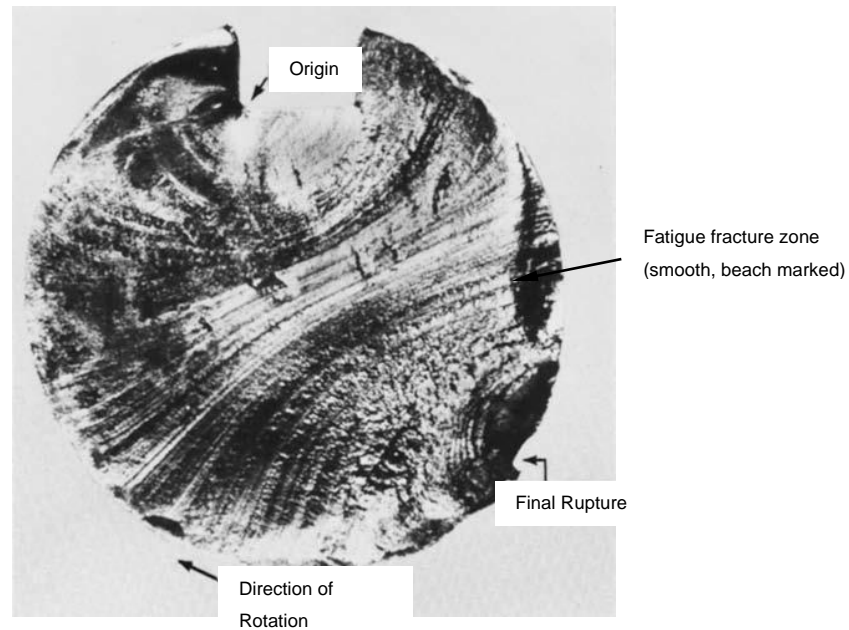 Origin
Fatigue fracture zone
(smooth, beach marked)
Final Rupture
Direction of
Rotation